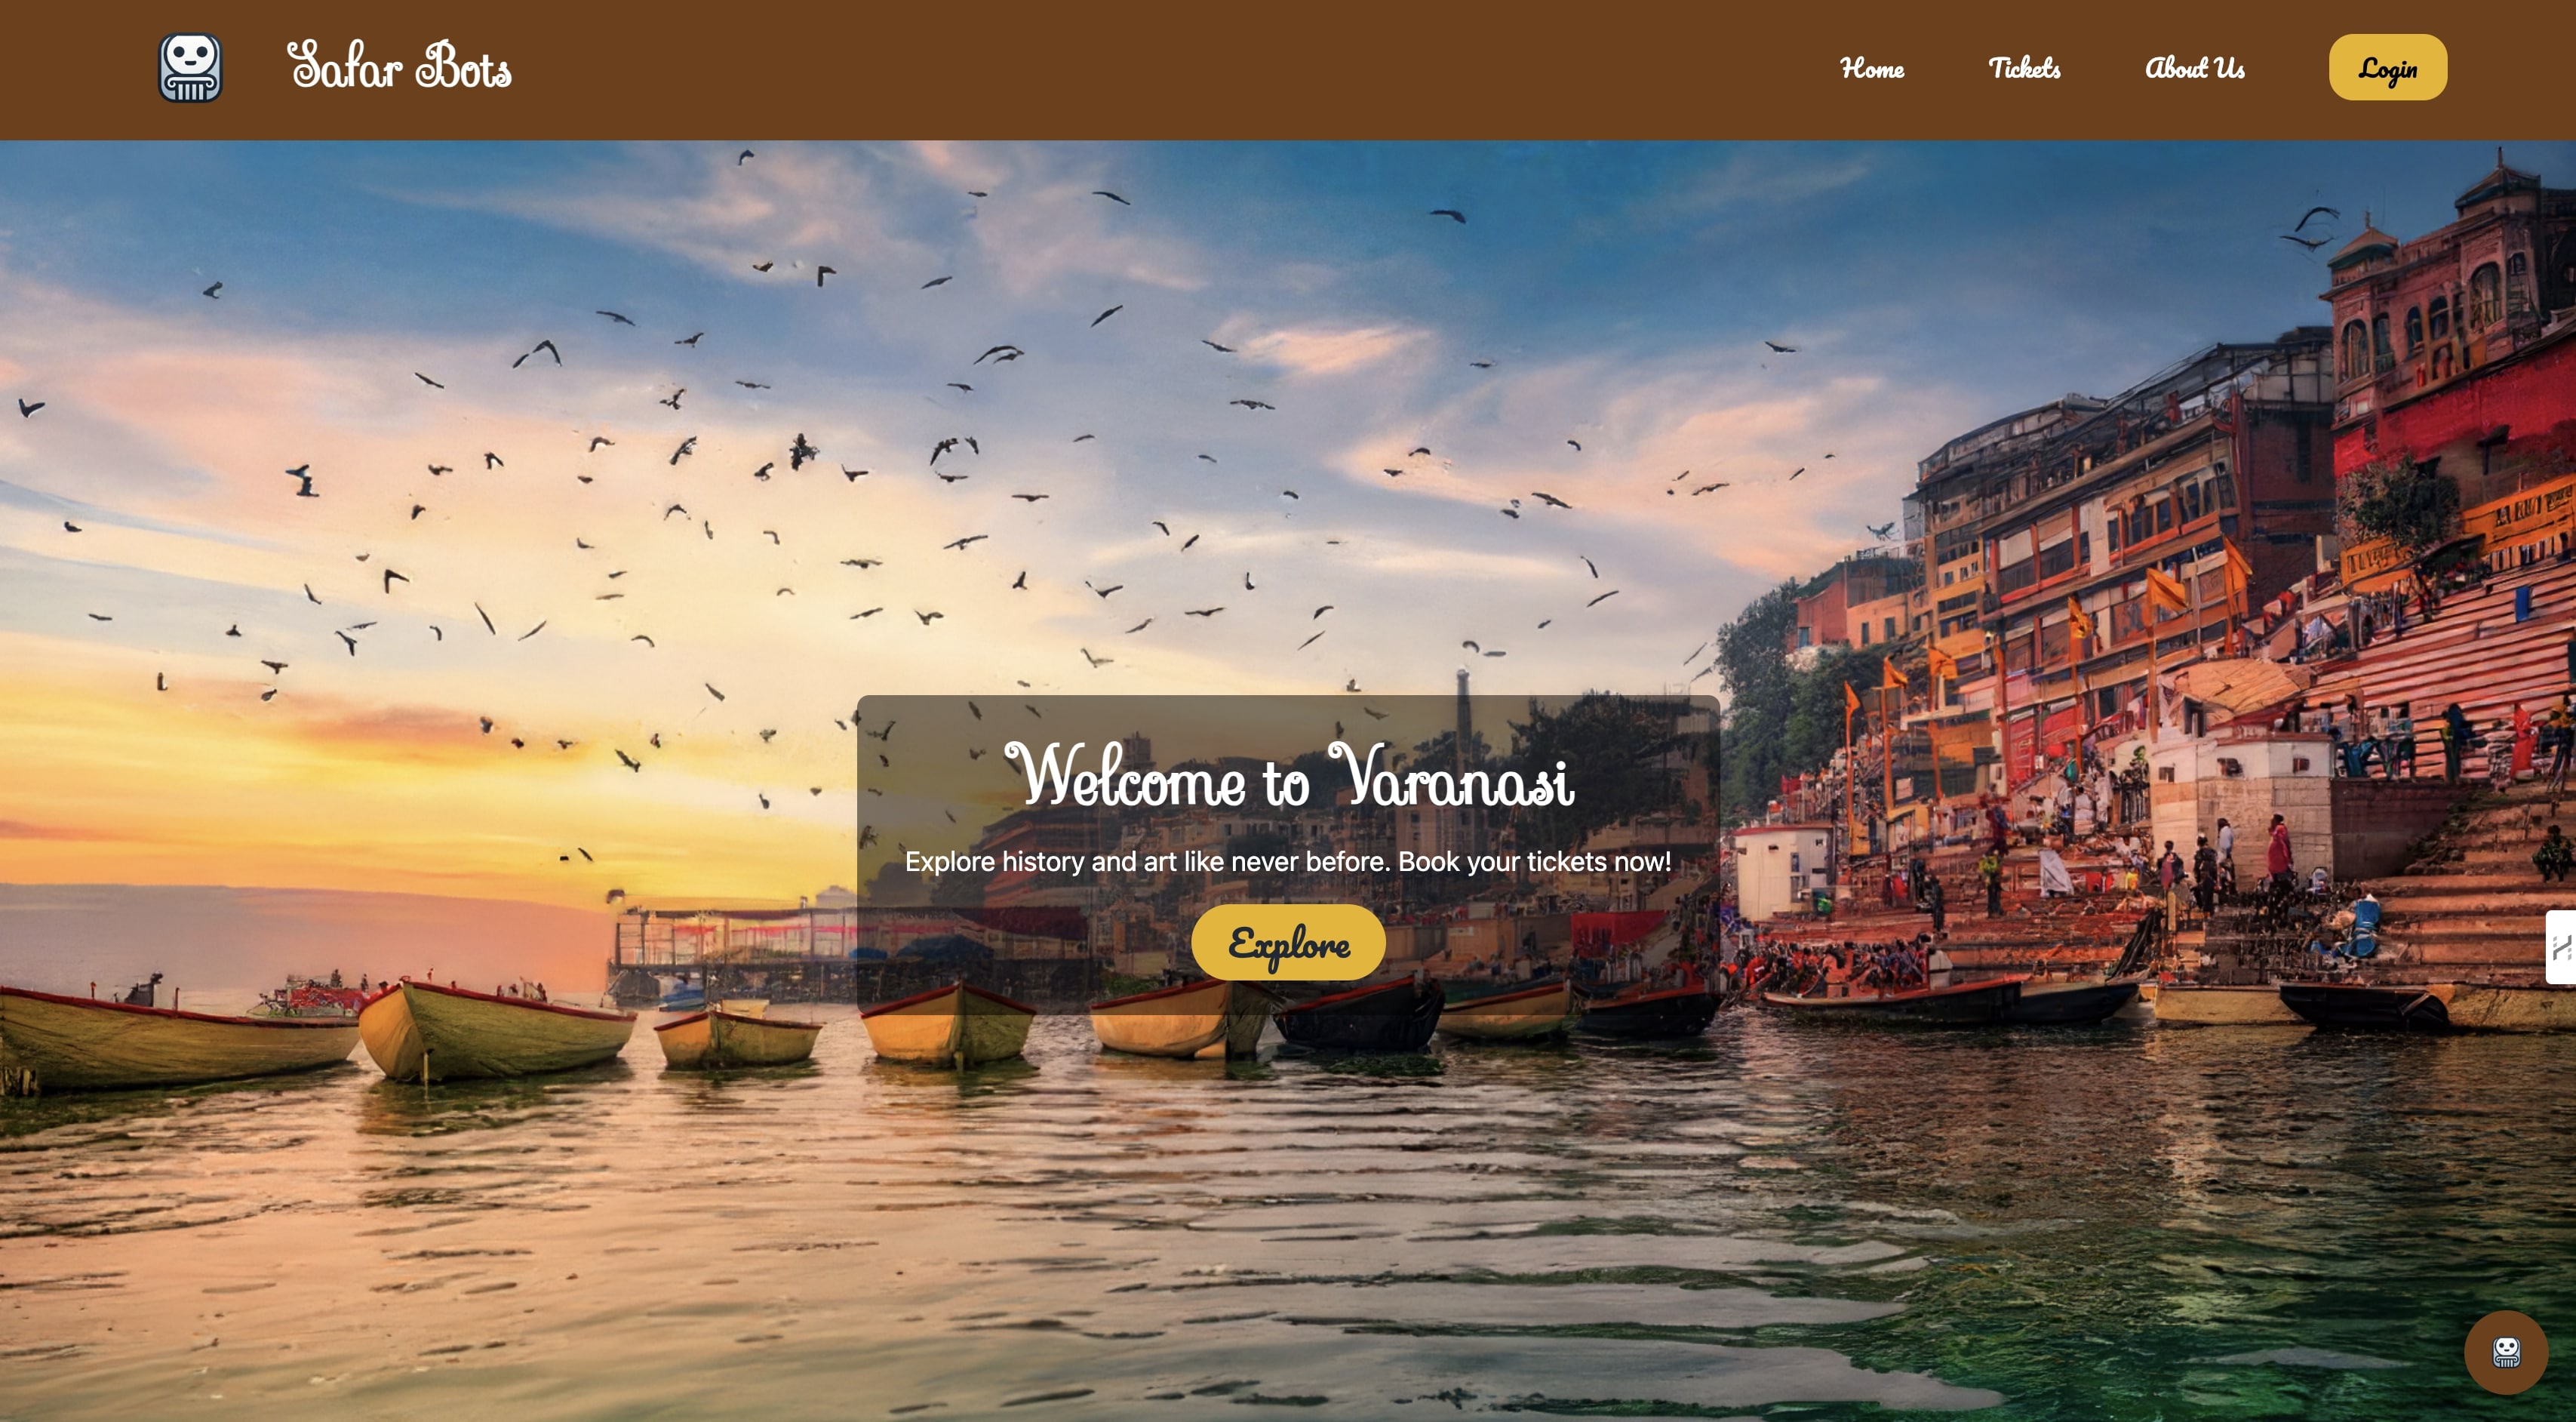 Safar Bots
Home
Tickets
About Us
Login
Welcome to Varanasi
Explore history and art like never before. Book your tickets now!
Explore